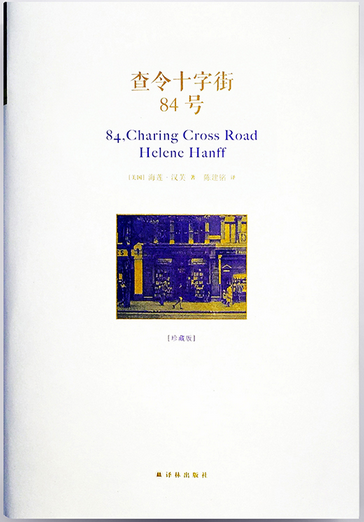 查令十字街
84号
84,Charing Cross Road
Helene Hanff
〔美国〕海莲·汉芙 著 陈建铭 译
[珍藏版]
译林出版社